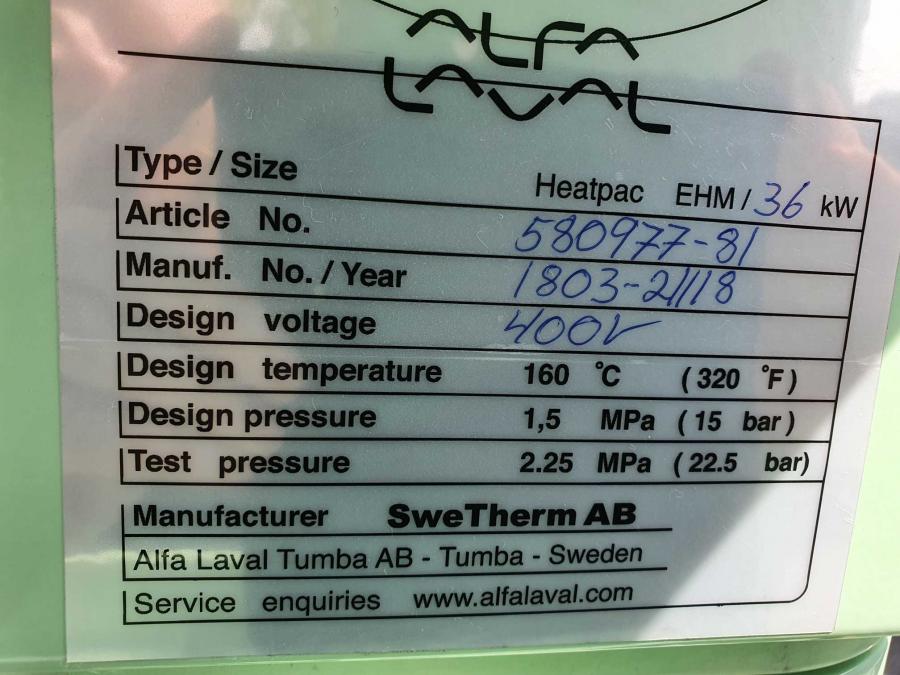 ALFA
LAVAL
Type / Size Heatpac EHM / 36 kW
Article No. 580977-81
Manuf. No. / Year 1803-21118
Design voltage 400V
Design temperature 160 °C ( 320 °F )
Design pressure 1,5 MPa ( 15 bar )
Test pressure 2.25 MPa ( 22.5 bar)
Manufacturer SweTherm AB
Alfa Laval Tumba AB - Tumba - Sweden
Service enquiries www.alfalaval.com